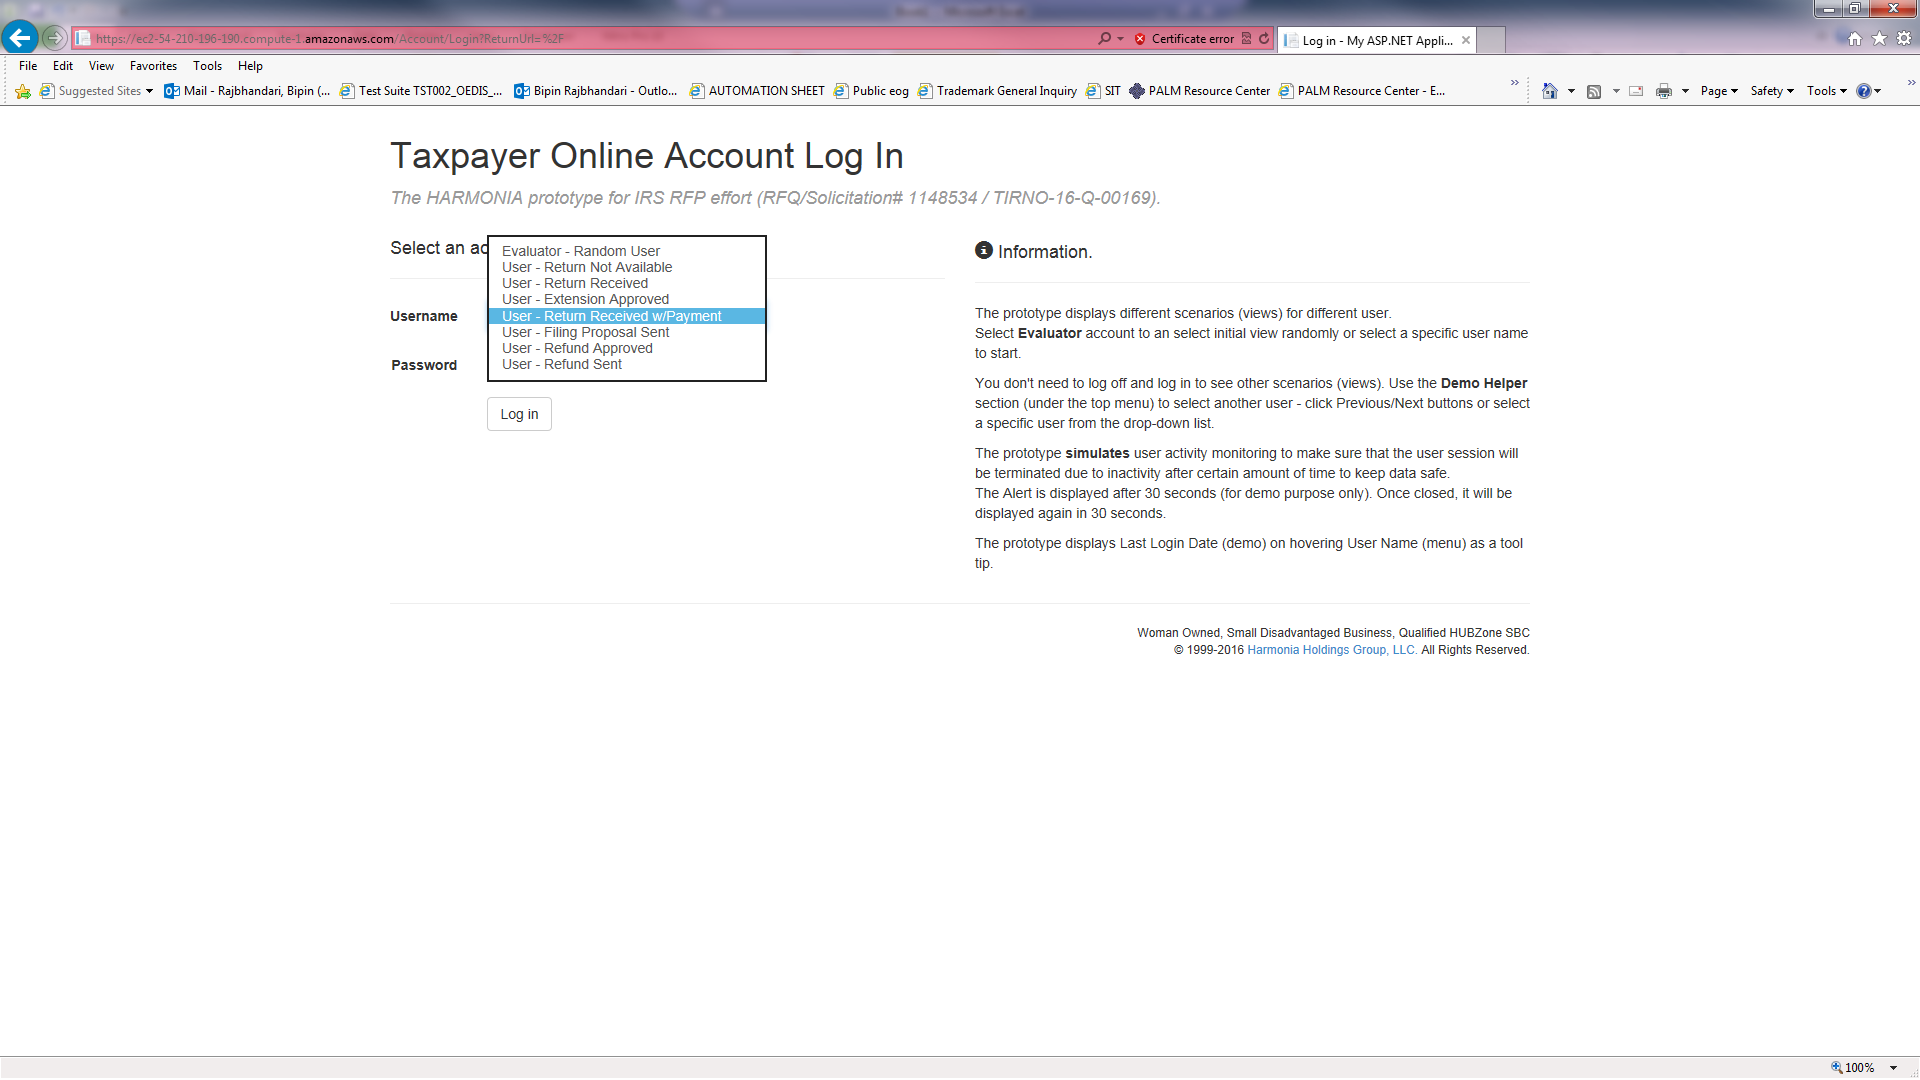 https://ec2-54-210-196-190.compute-1.amazonaws.com/Account/Login?ReturnUrl=%2F
Certificate error
Log in - My ASP.NET Appli...
File Edit View Favorites Tools Help
Suggested Sites Mail - Rajbhandari, Bipin (... Test Suite TST002_OEDIS_... Bipin Rajbhandari - Outlo... AUTOMATION SHEET Public eog Trademark General Inquiry SIT PALM Resource Center PALM Resource Center - E... Page Safety Tools
Taxpayer Online Account Log In
The HARMONIA prototype for IRS RFP effort (RFQ/Solicitation# 1148534 / TIRNO-16-Q-00169).
Select an ac
Username
Password
Evaluator - Random User
User - Return Not Available
User - Return Received
User - Extension Approved
User - Return Received w/Payment
User - Filing Proposal Sent
User - Refund Approved
User - Refund Sent
Log in
Information.
The prototype displays different scenarios (views) for different user.
Select Evaluator account to an select initial view randomly or select a specific user name
to start.
You don't need to log off and log in to see other scenarios (views). Use the Demo Helper
section (under the top menu) to select another user - click Previous/Next buttons or select
a specific user from the drop-down list.
The prototype simulates user activity monitoring to make sure that the user session will
be terminated due to inactivity after certain amount of time to keep data safe.
The Alert is displayed after 30 seconds (for demo purpose only). Once closed, it will be
displayed again in 30 seconds.
The prototype displays Last Login Date (demo) on hovering User Name (menu) as a tool
tip.
Woman Owned, Small Disadvantaged Business, Qualified HUBZone SBC
© 1999-2016 Harmonia Holdings Group, LLC. All Rights Reserved.
100%